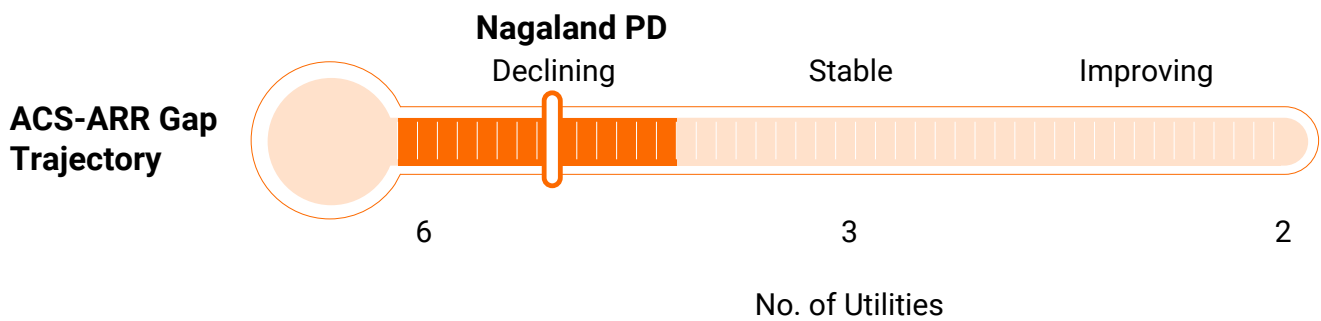 Nagaland PD
Declining
Stable
Improving
ACS-ARR Gap
Trajectory
6
3
2
No. of Utilities